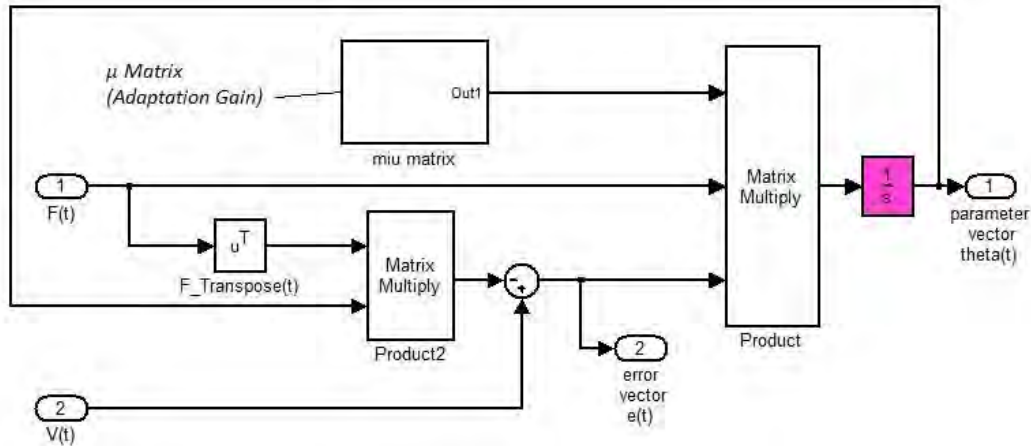 μ Matrix
(Adaptation Gain)
Out1
miu matrix
1
F(t)
uT
F_Transpose(t)
Matrix
Multiply
Product2
-
+
2
V(t)
2
error
vector
e(t)
Matrix
Multiply
Product
1
s
1
parameter
vector
theta(t)